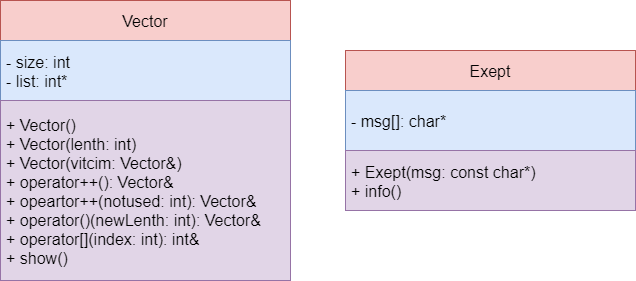 Vector
- size: int
- list: int*
+ Vector()
+ Vector(lenth: int)
+ Vector(vitcim: Vector&)
+ operator++(): Vector&
+ opeartor++(notused: int): Vector&
+ operator()(newLenth: int): Vector&
+ operator[](index: int): int&
+ show()
Exept
- msg[]: char*
+ Exept(msg: const char*)
+ info()